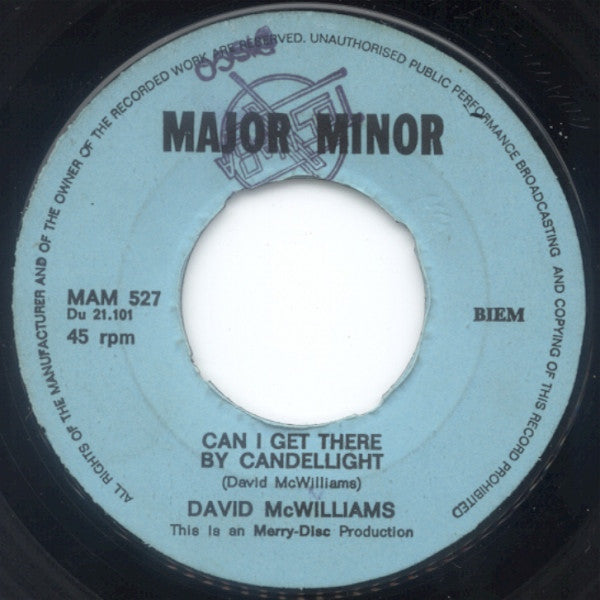 ALL RIGHTS OF THE MANUFACTURER AND OF THE OWNER OF THE RECORDED WORK ARE RESERVED. UNAUTHORISED PUBLIC PERFORMANCE BROADCASTING AND COPYING OF THIS RECORD PROHIBITED
MAJOR MINOR
MAM 527
Du 21.101
45 rpm
BIEM
CAN I GET THERE
BY CANDELLIGHT
(David McWilliams)
DAVID McWILLIAMS
This is an Merry-Disc Production